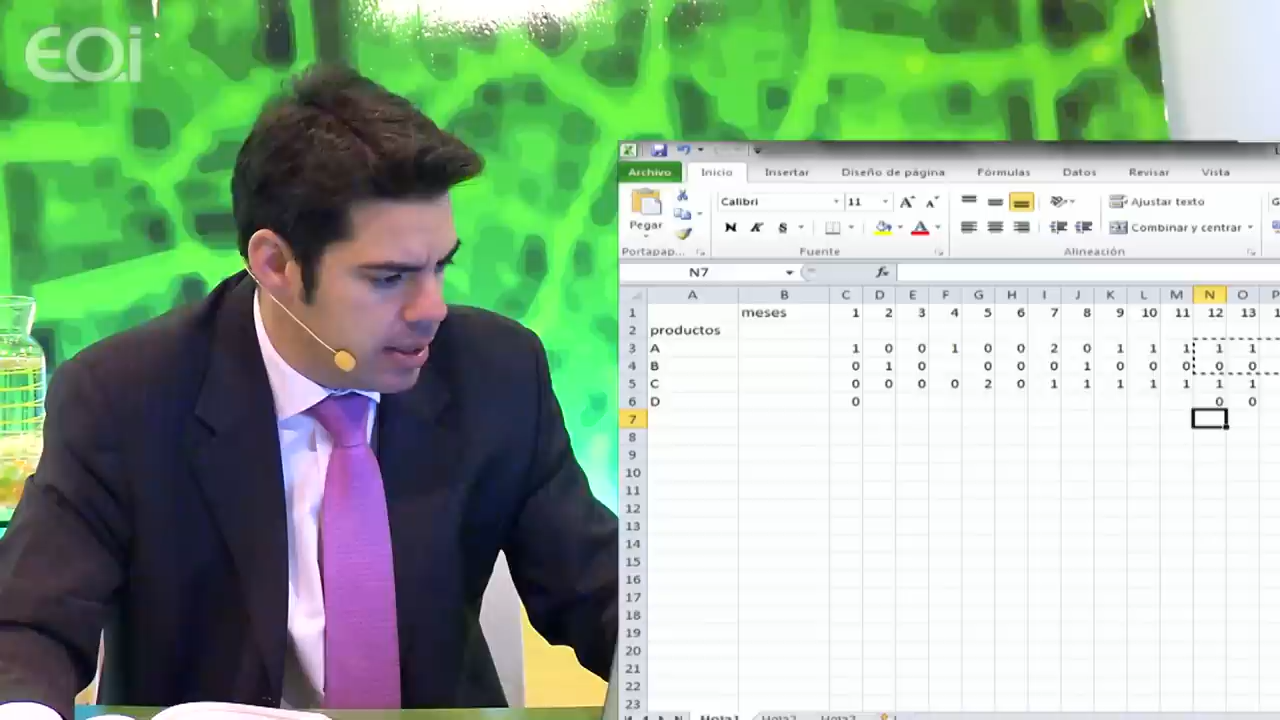 EOi
Archivo Inicio Insertar Diseño de página Fórmulas Datos Revisar Vista
Pegar Calibri 11 Ajustar texto
N K S Combinar y centrar
Portapap... Fuente Alineación
N7 fx
A B C D E F G H I J K L M N O P
1 meses 1 2 3 4 5 6 7 8 9 10 11 12 13
2 productos
3 A 1 0 0 1 0 0 2 0 1 1 1 1 1
4 B 0 1 0 0 0 0 1 0 0 0 0 0
5 C 0 0 0 0 2 0 1 1 1 1 1 1 1
6 D 0 0 0
7
8
9
10
11
12
13
14
15
16
17
18
19
20
21
22
23
Hoja1 Hoja2 Hoja3